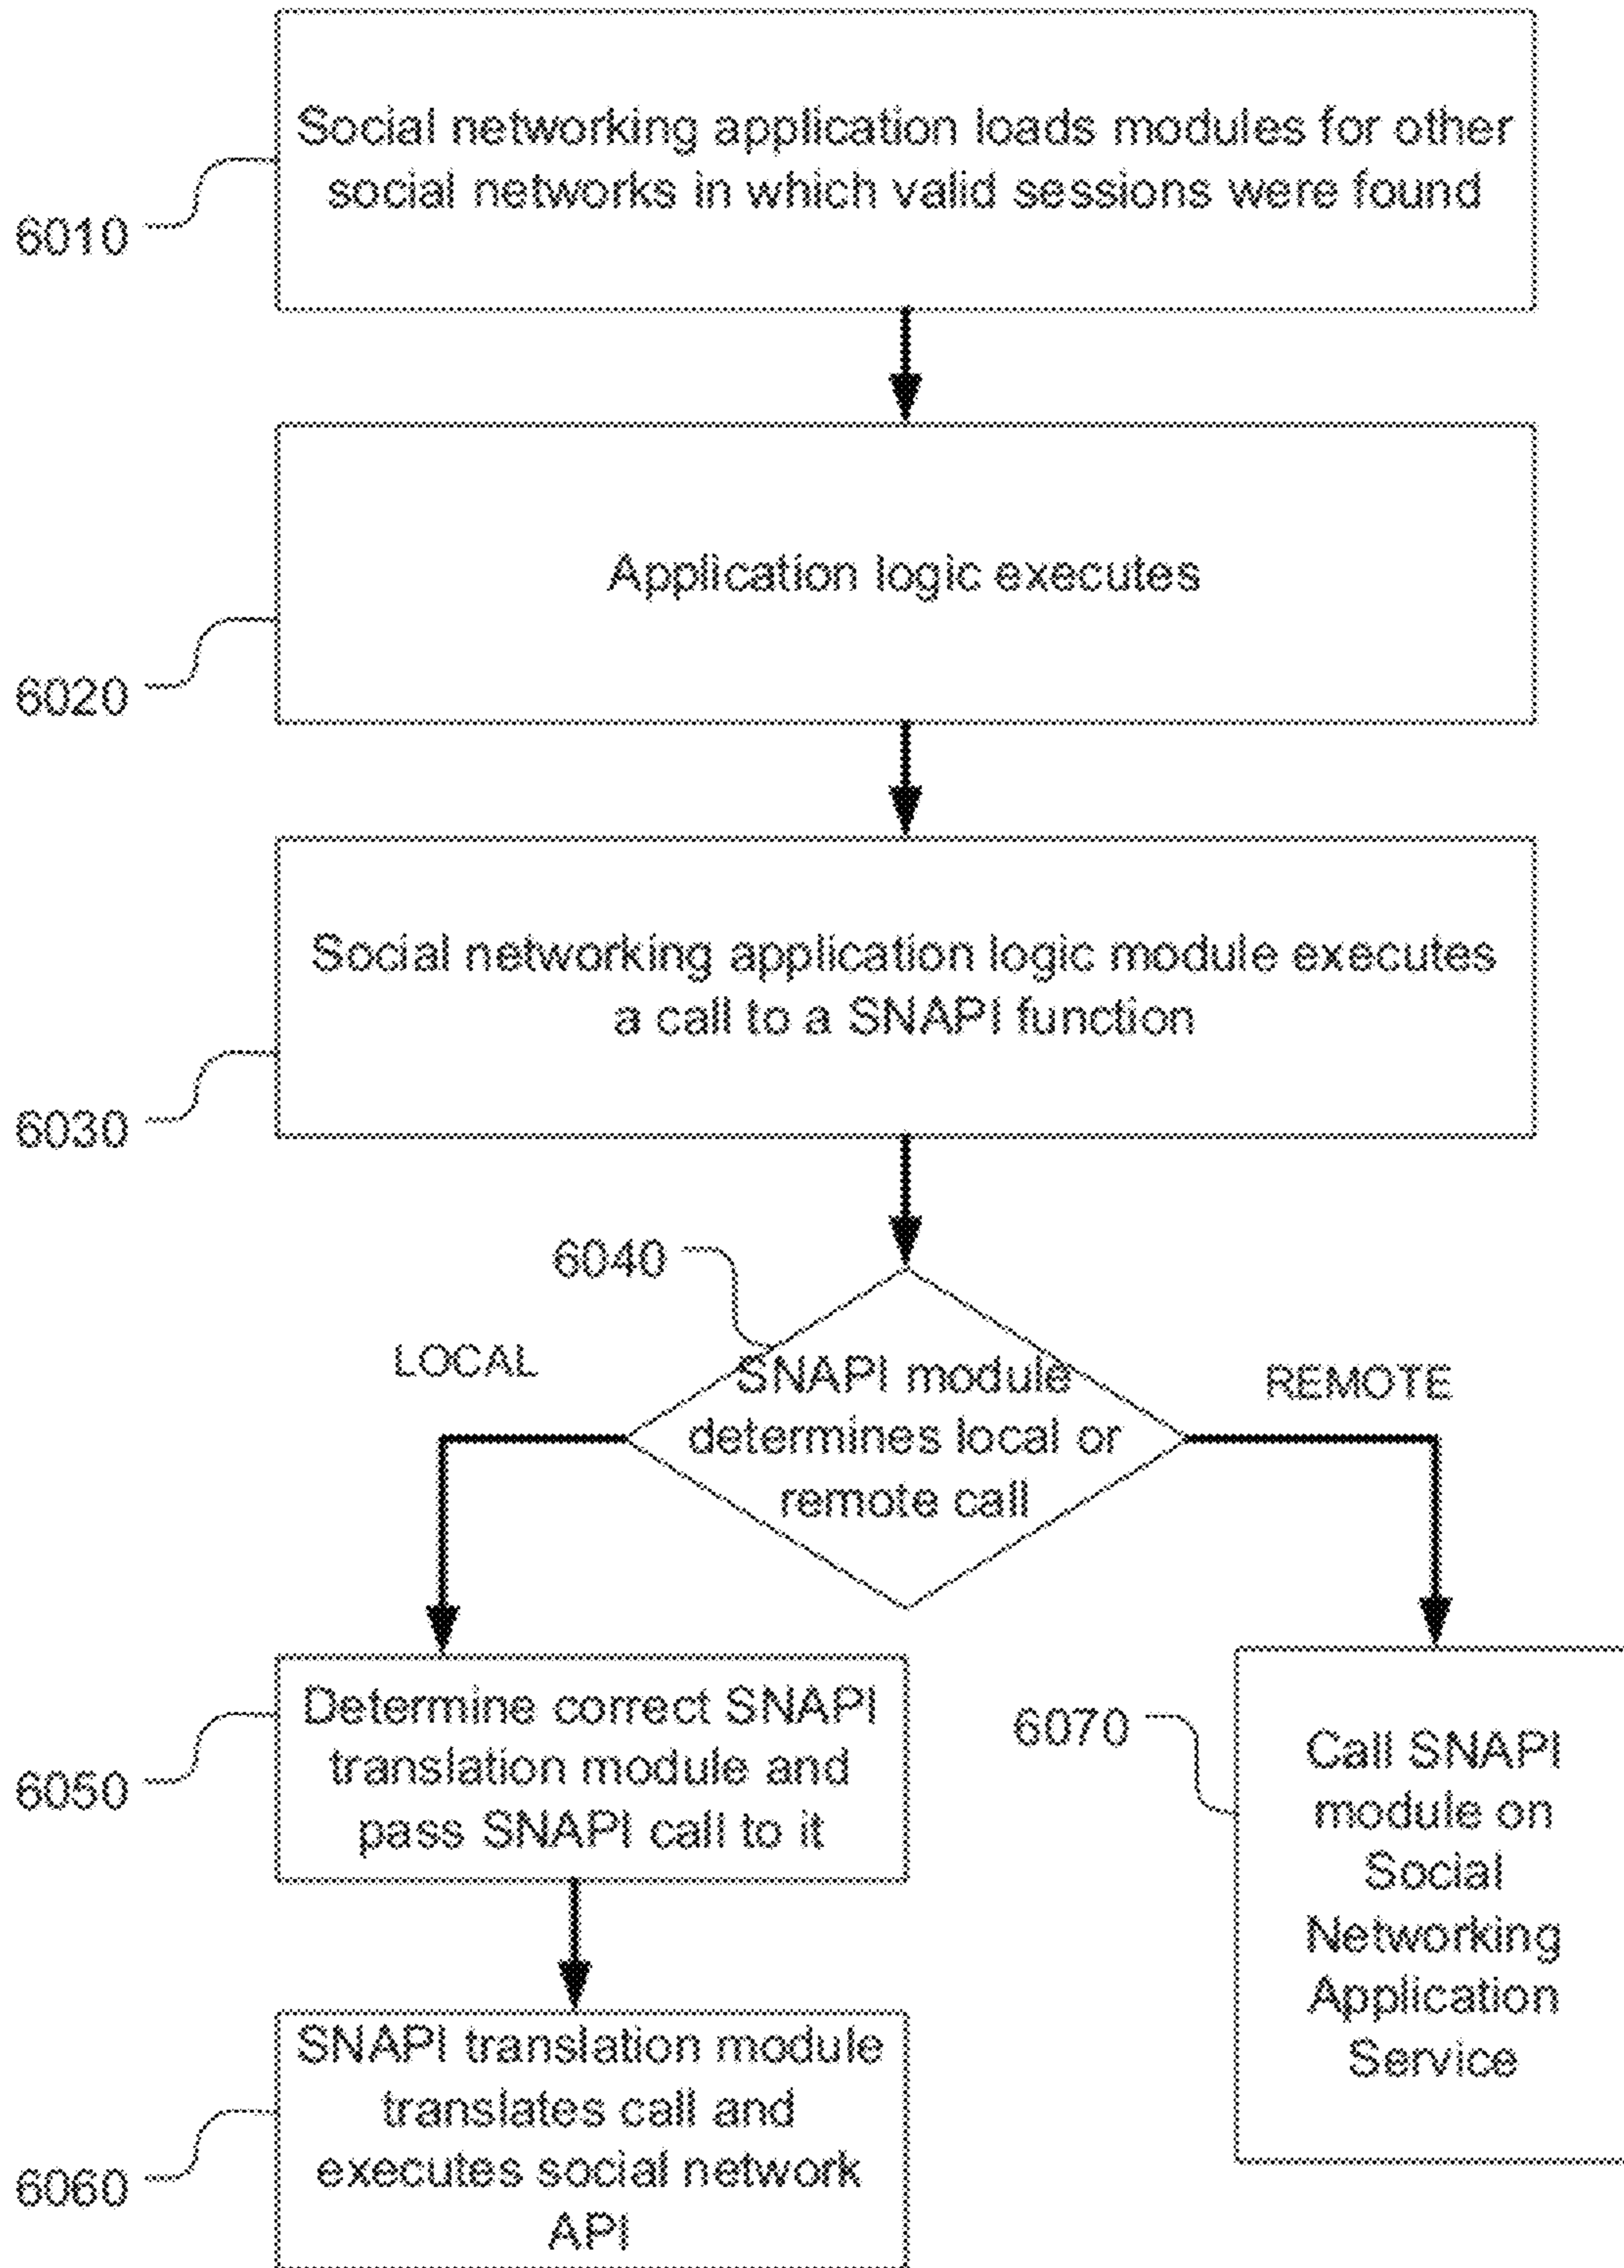 Social networking application loads modules for other
social networks in which valid sessions were found
6010
Application logic executes
6020
Social networking application logic module executes
a call to a SNAPI function
6030
6040
LOCAL
SNAPI module
determines local or
remote call
REMOTE
Determine correct SNAPI
translation module and
pass SNAPI call to it
6050
6070
Call SNAPI
module on
Social
Networking
Application
Service
SNAPI translation module
translates call and
executes social network
API
6060